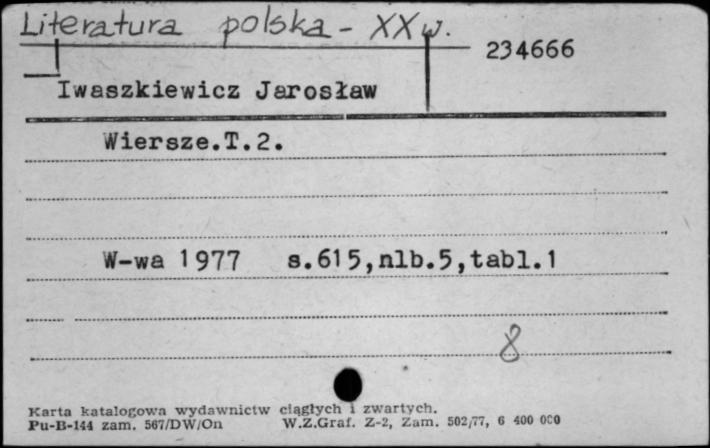 Literatura polska - XX w.
234666
Iwaszkiewicz Jarosław
Wiersze.T.2.
W-wa 1977 s.615,nlb.5,tabl.1
8
Karta katalogowa wydawnictw ciągłych i zwartych.
Pu-B-144 zam. 567/DW/On W.Z.Graf. Z-2, Zam. 502/77, 6 400 000